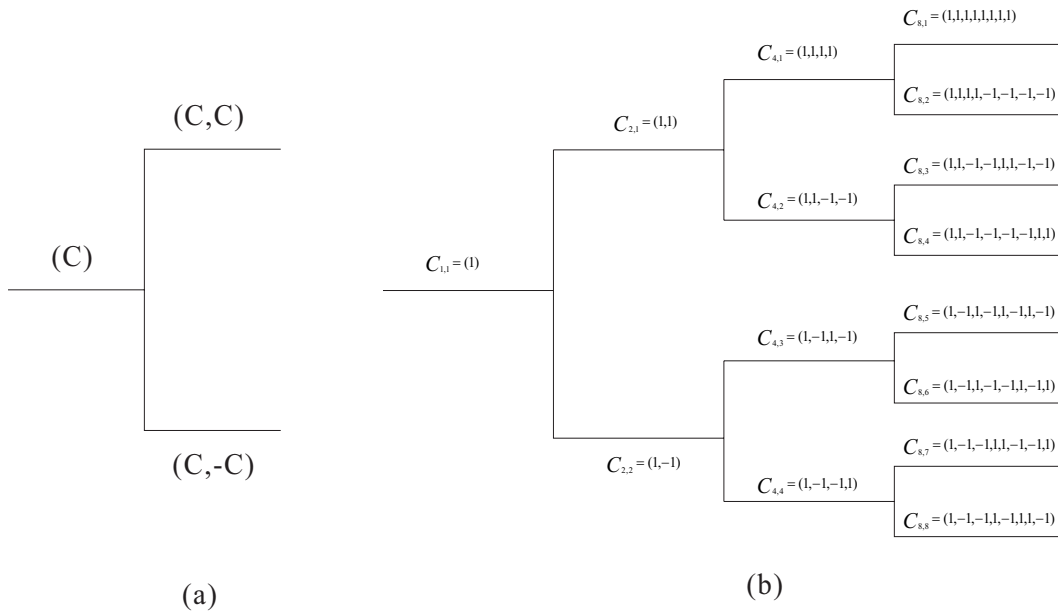 (C,C)
(C)
(C,-C)
(a)
C1,1 = (1)
C2,1 = (1,1)
C2,2 = (1,−1)
C4,1 = (1,1,1,1)
C4,2 = (1,1,−1,−1)
C4,3 = (1,−1,1,−1)
C4,4 = (1,−1,−1,1)
C8,1 = (1,1,1,1,1,1,1,1)
C8,2 = (1,1,1,1,−1,−1,−1,−1)
C8,3 = (1,1,−1,−1,1,1,−1,−1)
C8,4 = (1,1,−1,−1,−1,−1,1,1)
C8,5 = (1,−1,1,−1,1,−1,1,−1)
C8,6 = (1,−1,1,−1,−1,1,−1,1)
C8,7 = (1,−1,−1,1,1,−1,−1,1)
C8,8 = (1,−1,−1,1,−1,1,1,−1)
(b)